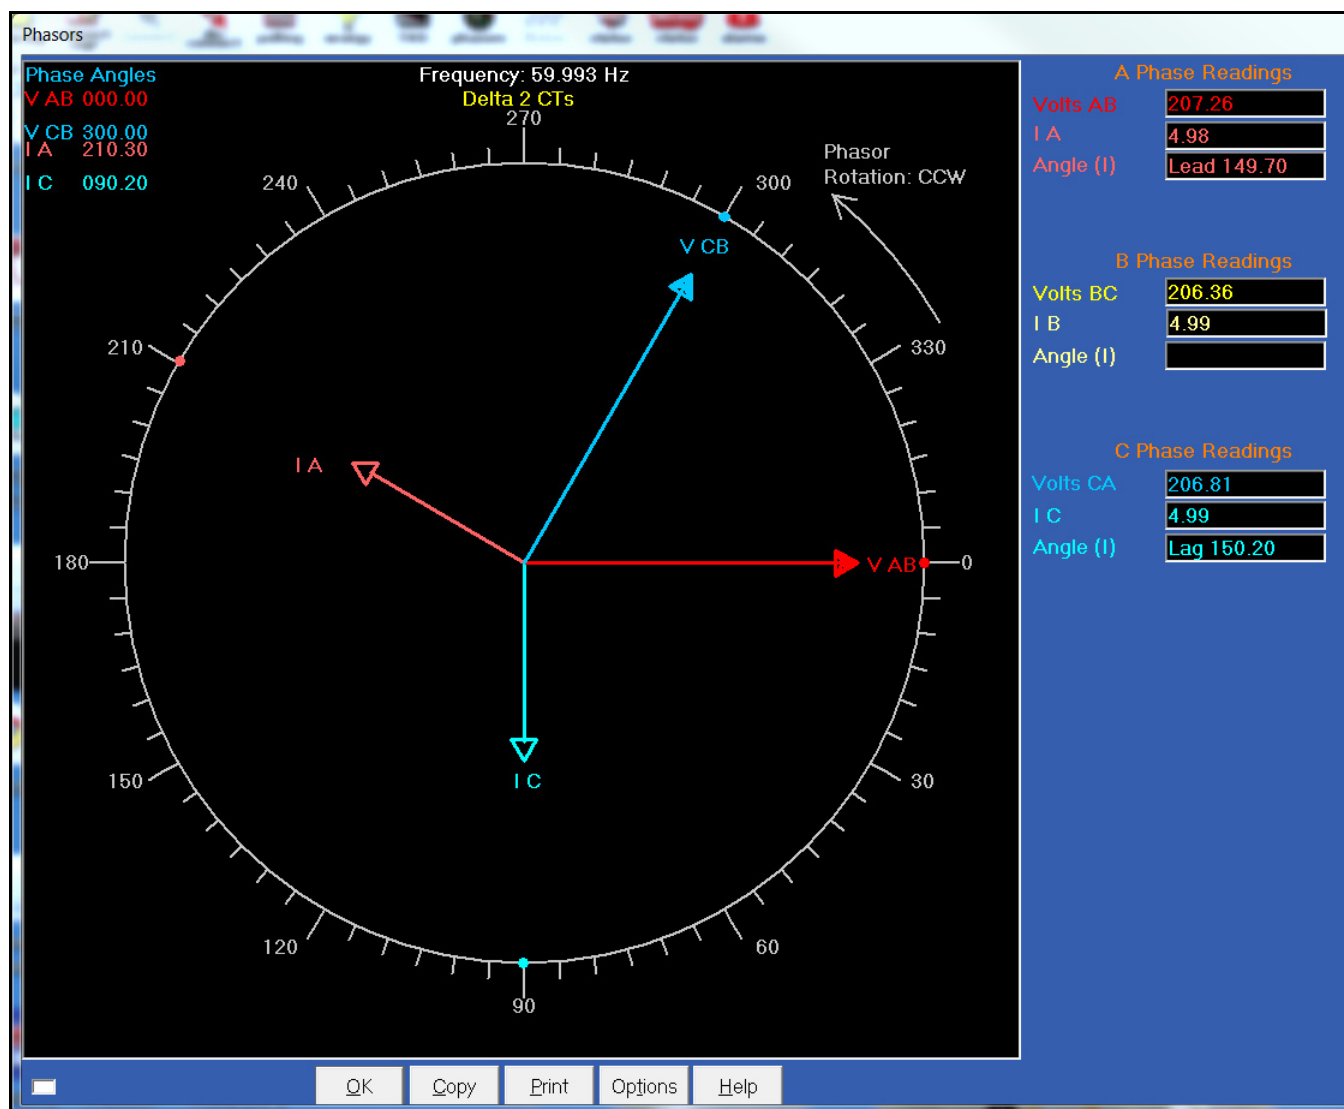 Phasors
Phase Angles
V AB 000.00
V CB 300.00
I A 210.30
I C 090.20
Frequency: 59.993 Hz
Delta 2 CTs
270
240
300
Phasor
Rotation: CCW
V CB
210
330
I A
180
V AB
0
I C
150
30
120
60
90
A Phase Readings
Volts AB 207.26
I A 4.98
Angle (I) Lead 149.70
B Phase Readings
Volts BC 206.36
I B 4.99
Angle (I)
C Phase Readings
Volts CA 206.81
I C 4.99
Angle (I) Lag 150.20
OK Copy Print Options Help